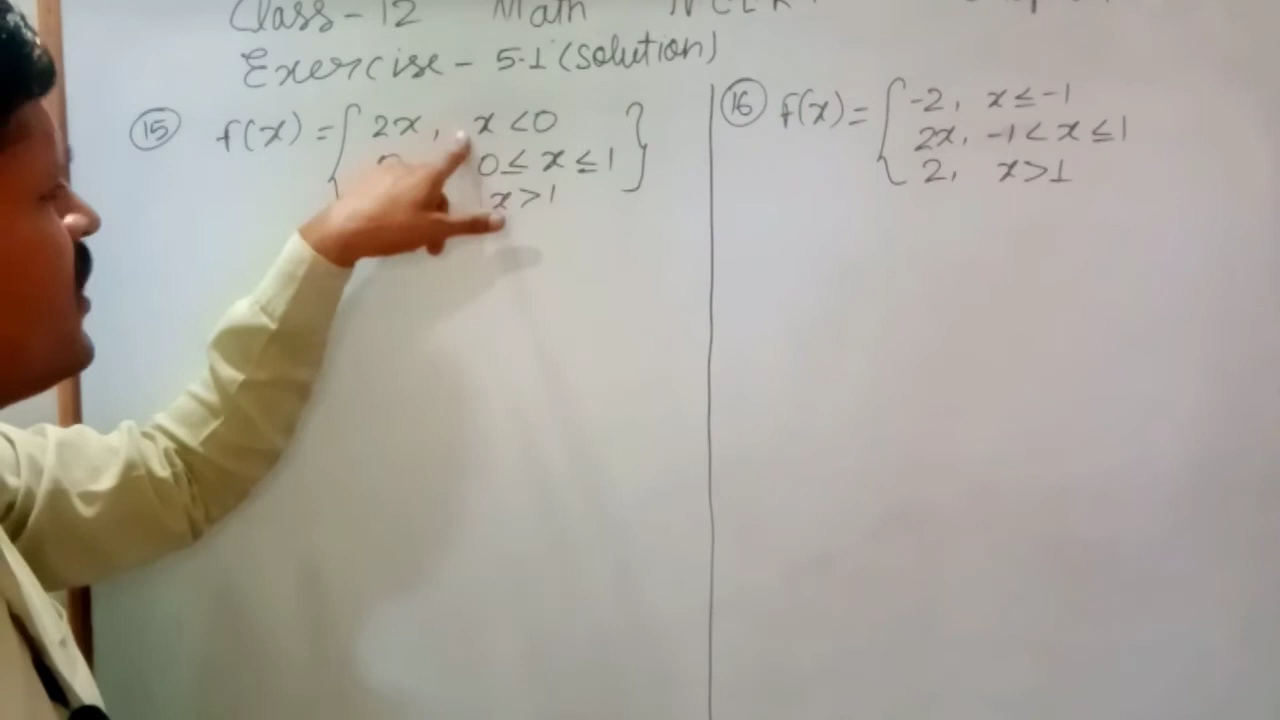 Class - 12 Math NCERT
Exercise - 5.1 (solution)
(15) f(x) = { 2x, x < 0
0 ≤ x ≤ 1 }
x > 1
(16) f(x) = { -2, x ≤ -1
2x, -1 < x ≤ 1
2, x > 1